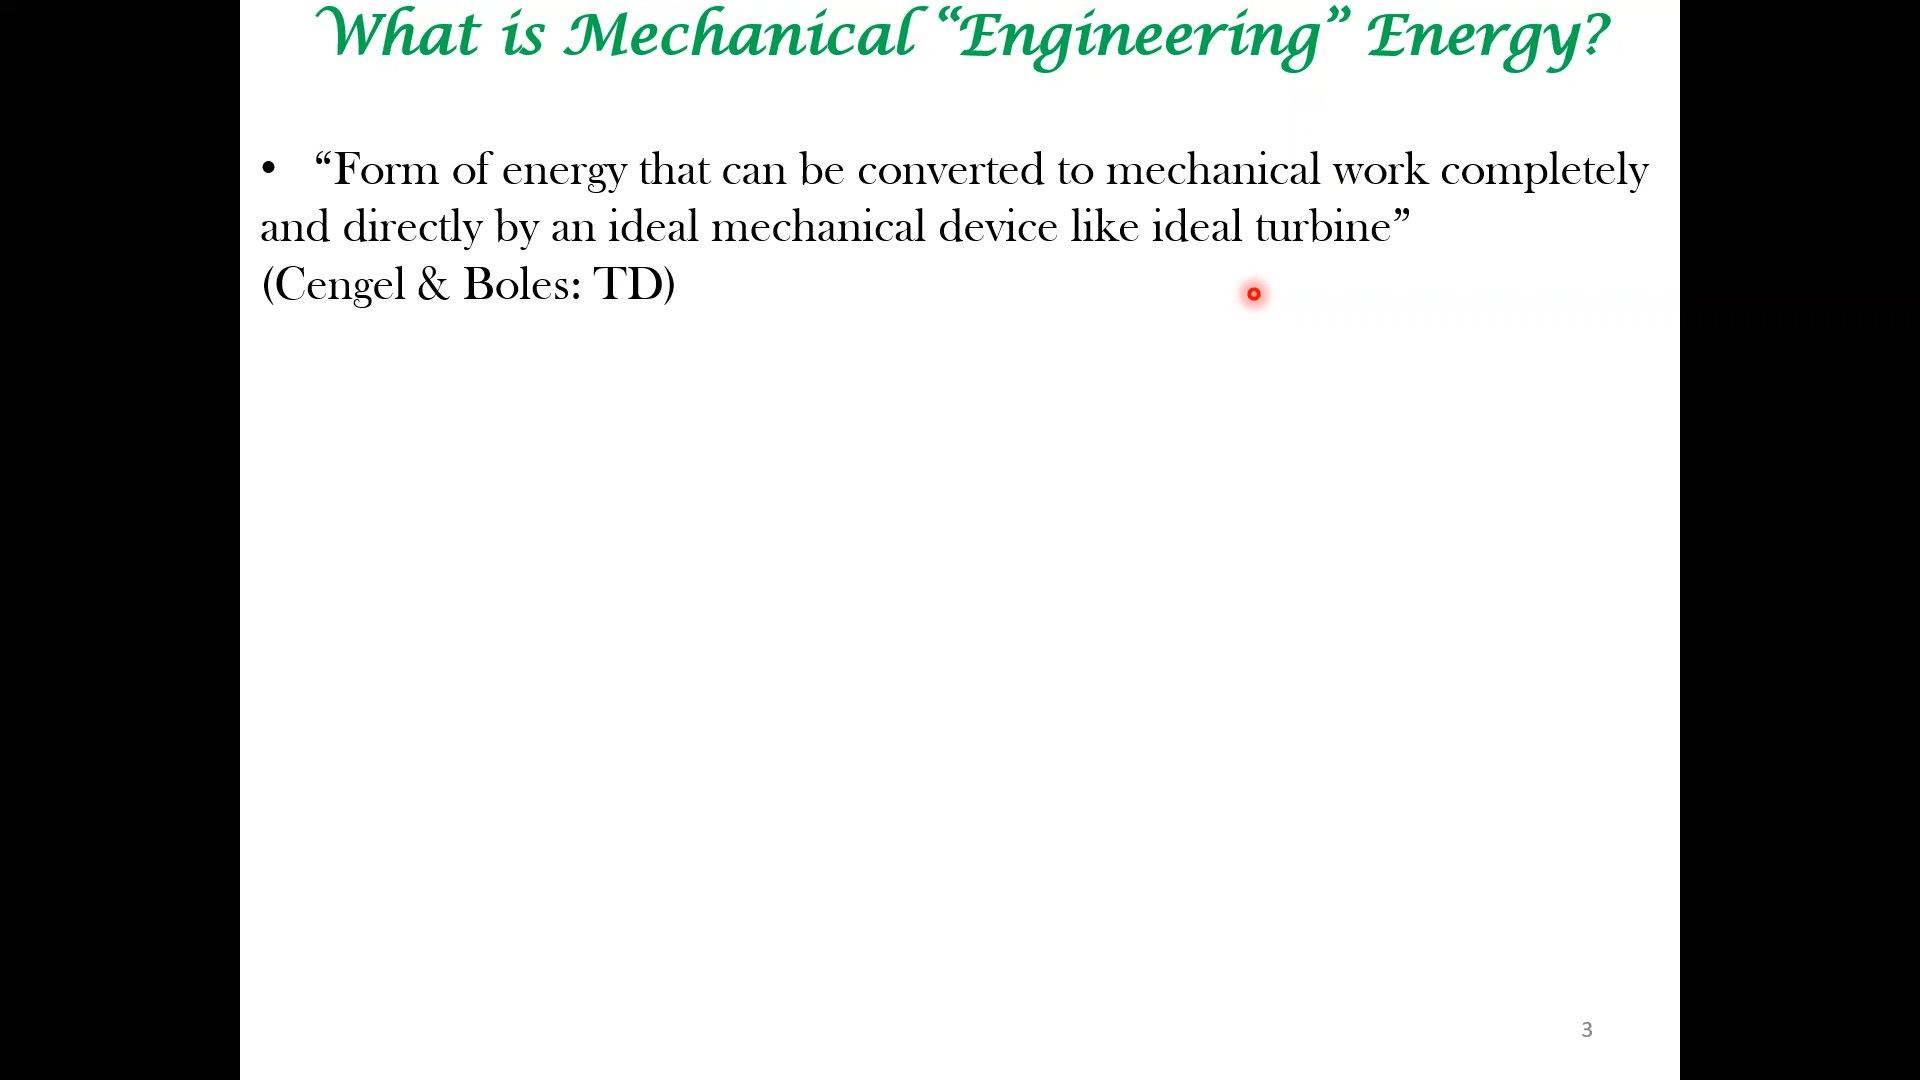 What is Mechanical “Engineering” Energy?
• “Form of energy that can be converted to mechanical work completely
and directly by an ideal mechanical device like ideal turbine”
(Cengel & Boles: TD)
3